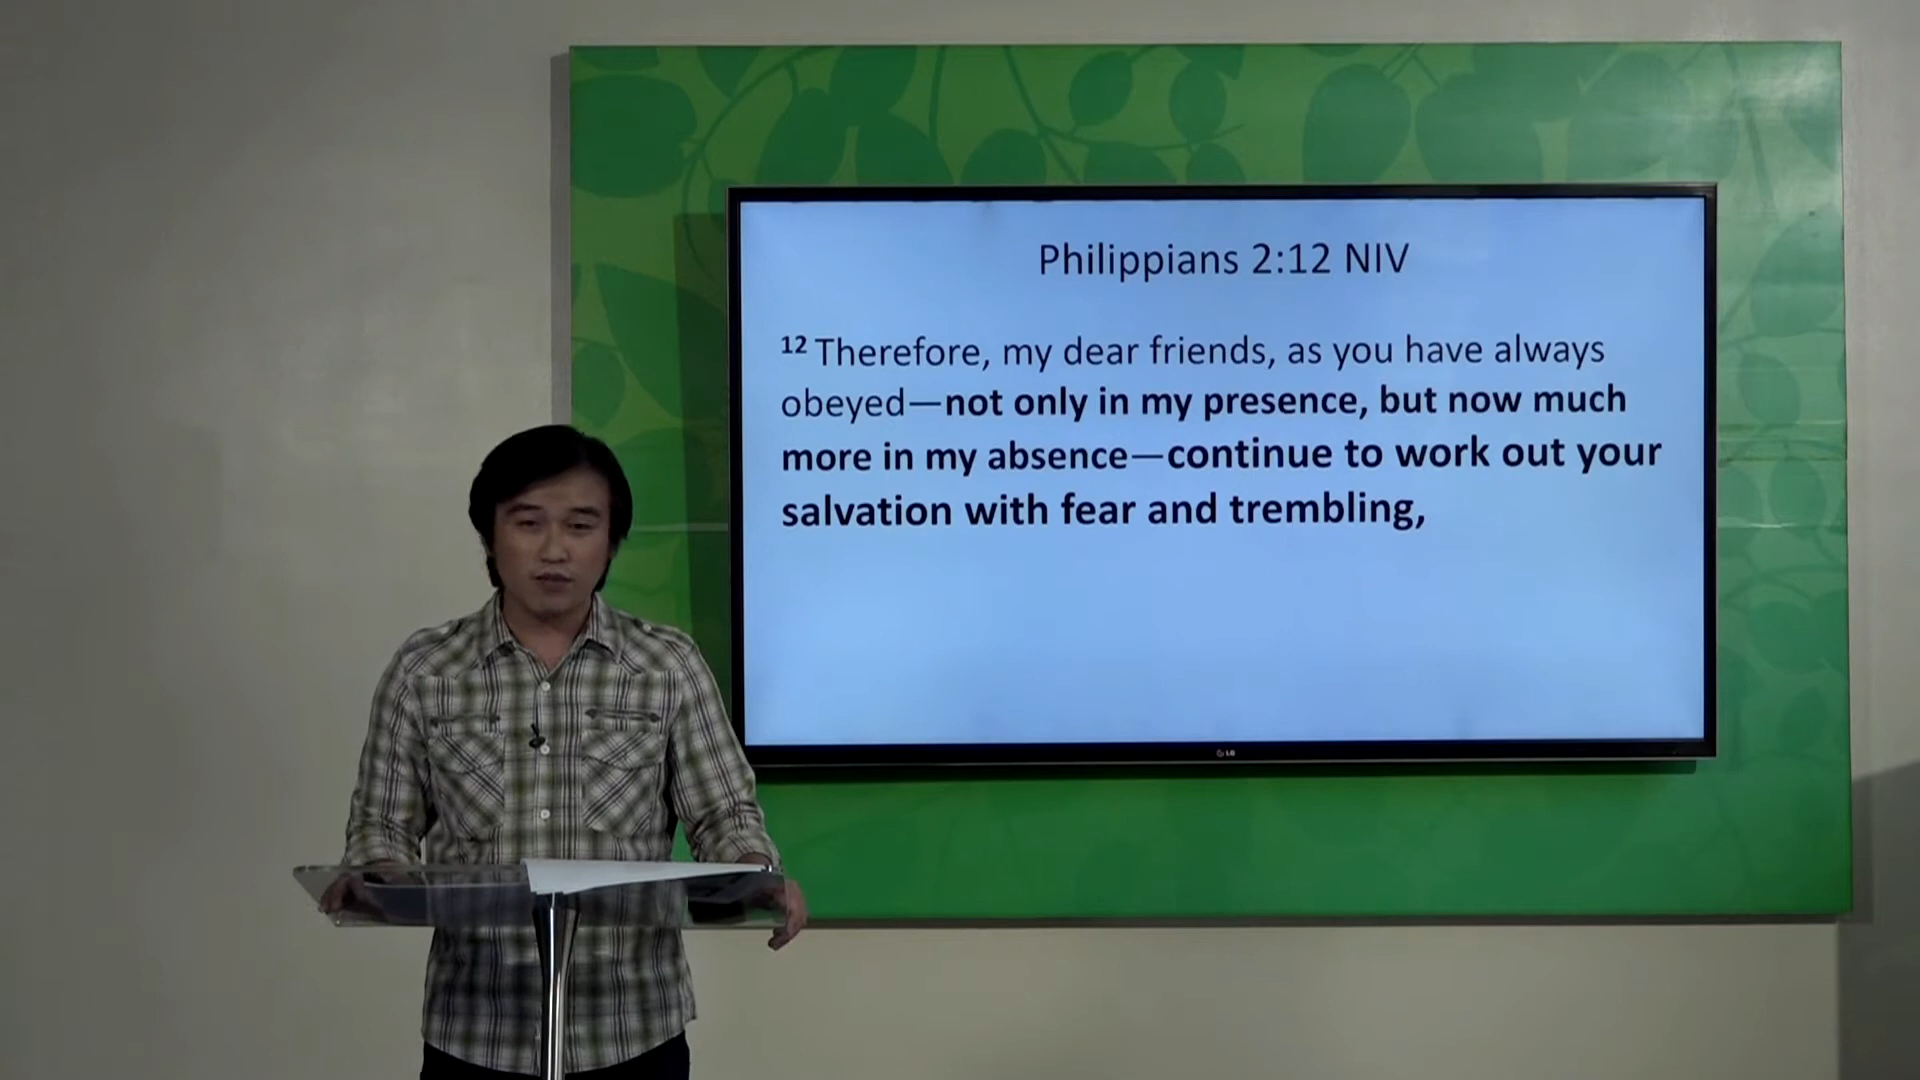 Philippians 2:12 NIV
12 Therefore, my dear friends, as you have always
obeyed—not only in my presence, but now much
more in my absence—continue to work out your
salvation with fear and trembling,
LG